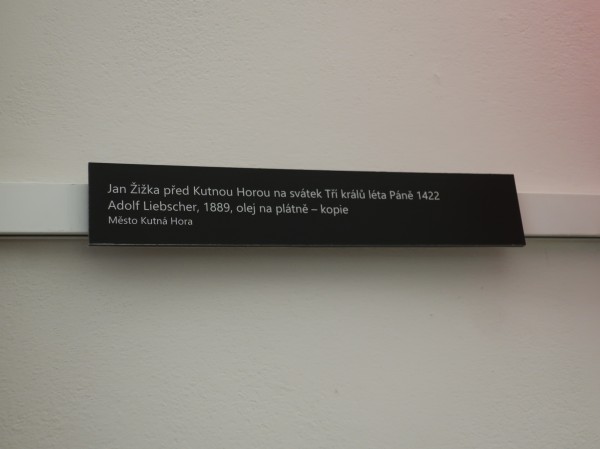 Jan Žižka před Kutnou Horou na svátek Tří králů léta Páně 1422
Adolf Liebscher, 1889, olej na plátně – kopie
Město Kutná Hora